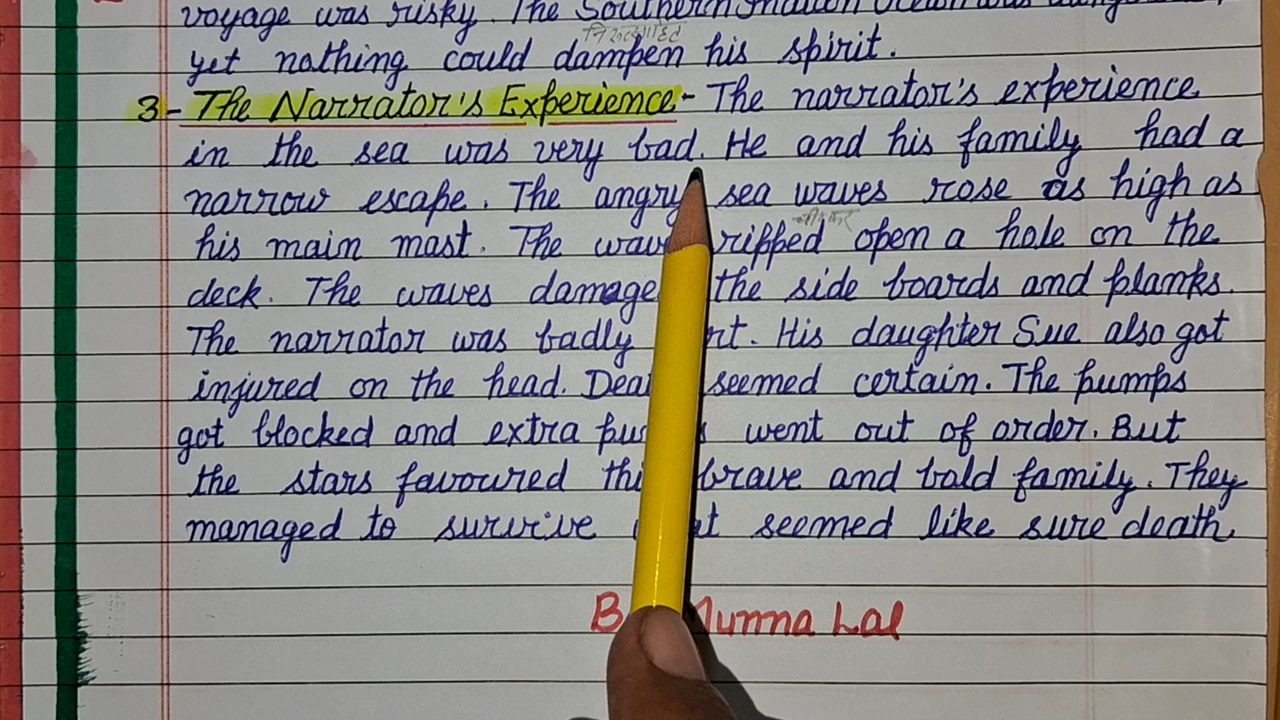 voyage was risky. The Southern Indian Ocean was
निरुत्साहित
yet nothing could dampen his spirit.
3- The Narrator's Experience- The narrator's experience
in the sea was very bad. He and his family had a
narrow escape. The angry sea waves rose as high as
his main mast. The wave ripped open a hole on the
deck. The waves damage the side boards and planks.
The narrator was badly rt. His daughter Sue also got
injured on the head. Dea seemed certain. The pumps
got blocked and extra pu s went out of order. But
the stars favoured thi brave and bold family. They
managed to survive t seemed like sure death
B Munna Lal